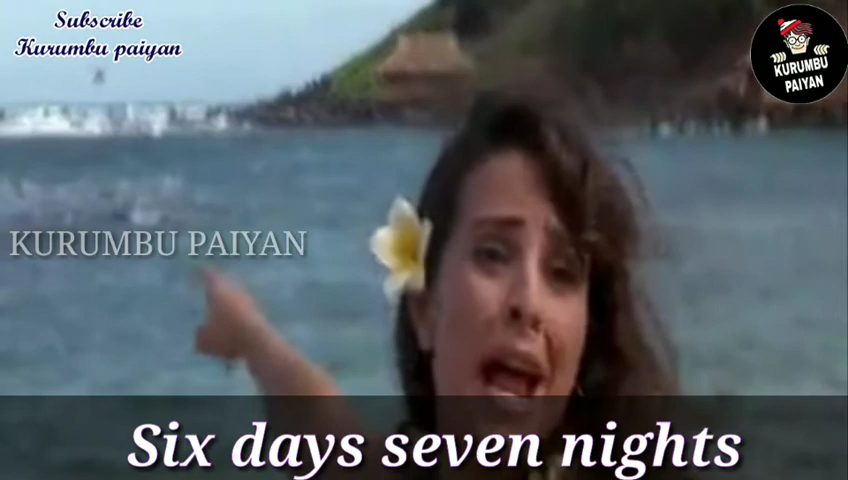 Subscribe
Kurumbu paiyan
KURUMBU
PAIYAN
KURUMBU PAIYAN
Six days seven nights